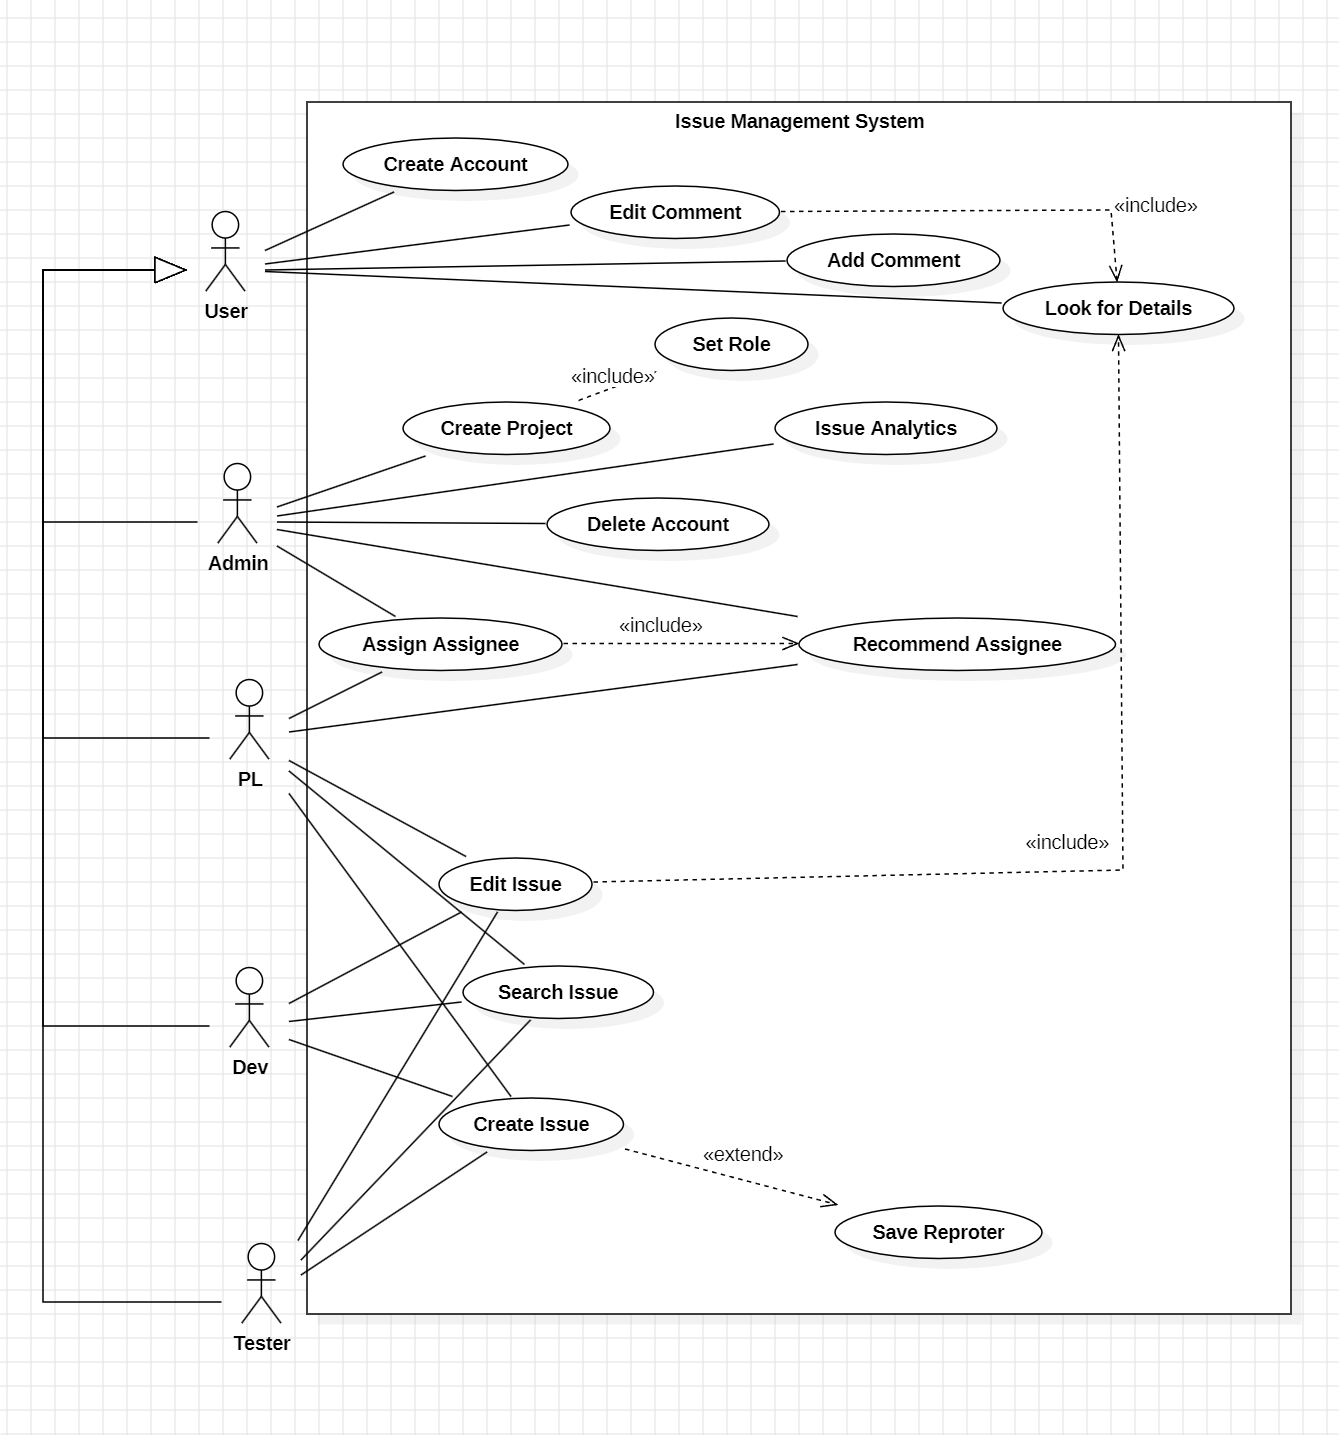 Issue Management System
Create Account
Edit Comment
«include»
Add Comment
User
Look for Details
Set Role
«include»
Create Project
Issue Analytics
Delete Account
Admin
«include»
Assign Assignee
Recommend Assignee
PL
«include»
Edit Issue
Search Issue
Dev
Create Issue
«extend»
Save Reproter
Tester